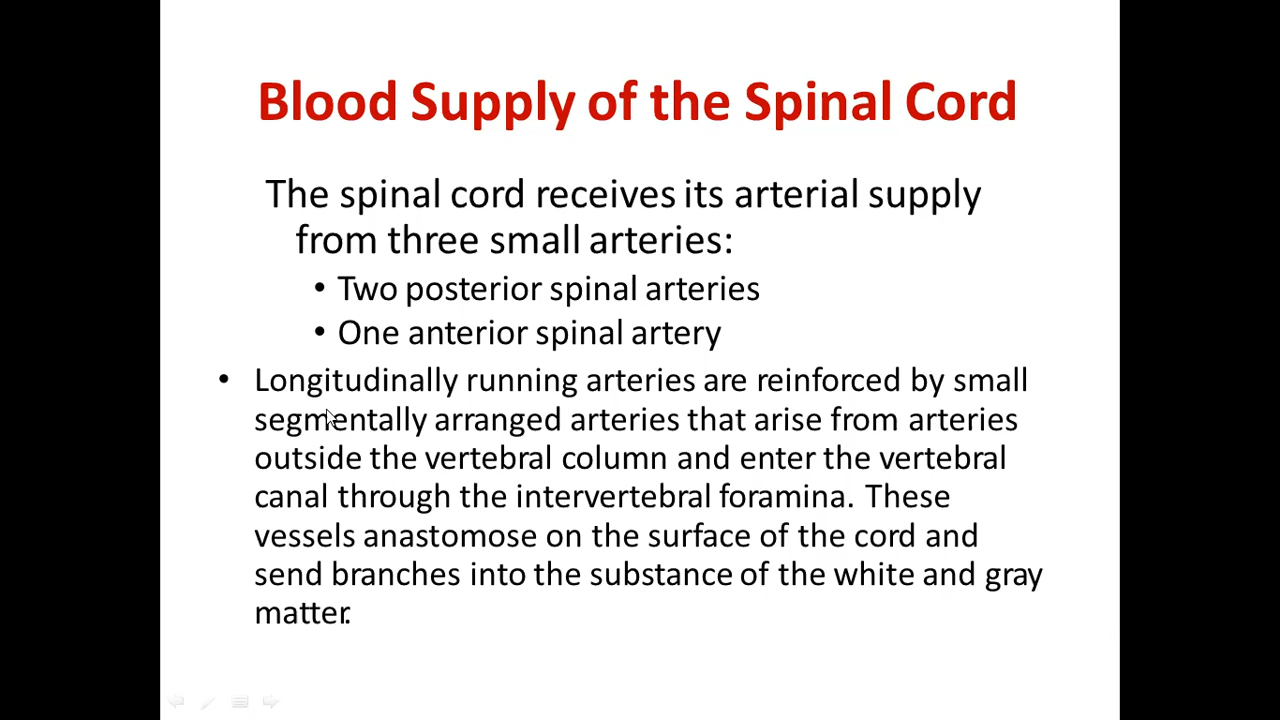 Blood Supply of the Spinal Cord
The spinal cord receives its arterial supply
from three small arteries:
• Two posterior spinal arteries
• One anterior spinal artery
• Longitudinally running arteries are reinforced by small
segmentally arranged arteries that arise from arteries
outside the vertebral column and enter the vertebral
canal through the intervertebral foramina. These
vessels anastomose on the surface of the cord and
send branches into the substance of the white and gray
matter.